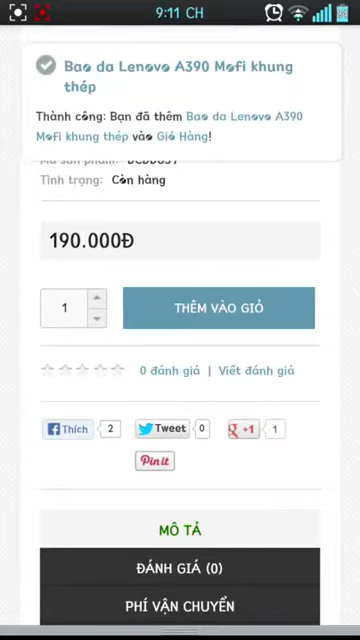 9:11 CH
Bao da Lenovo A390 Mofi khung
thép
Thành công: Bạn đã thêm Bao da Lenovo A390
Mofi khung thép vào Giỏ Hàng!
Mã sản phẩm:
Tình trạng: Còn hàng
190.000Đ
1
THÊM VÀO GIỎ
0 đánh giá | Viết đánh giá
Thích 2
Tweet 0
g +1 1
Pin it
MÔ TẢ
ĐÁNH GIÁ (0)
PHÍ VẬN CHUYỂN